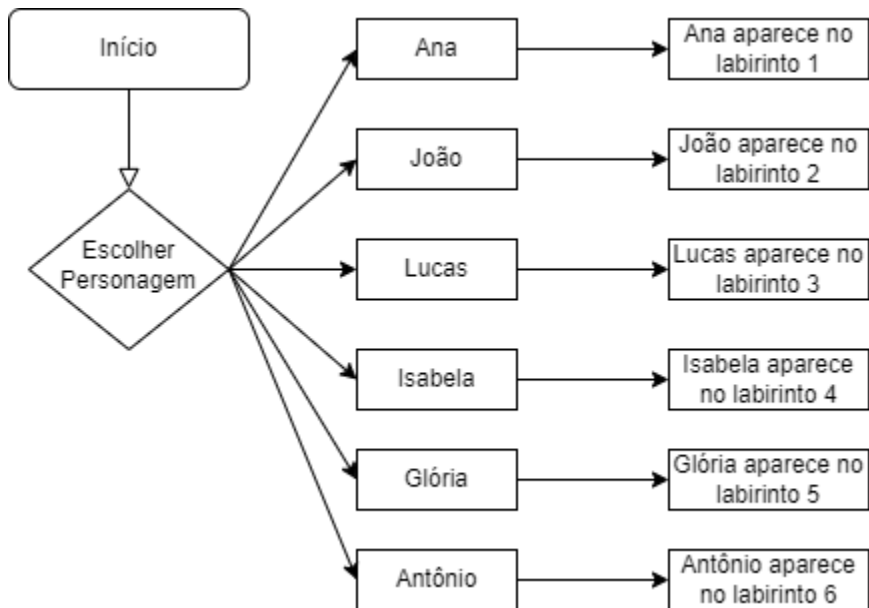 Início
Escolher
Personagem
Ana
Ana aparece no
labirinto 1
João
João aparece no
labirinto 2
Lucas
Lucas aparece no
labirinto 3
Isabela
Isabela aparece
no labirinto 4
Glória
Glória aparece no
labirinto 5
Antônio
Antônio aparece
no labirinto 6